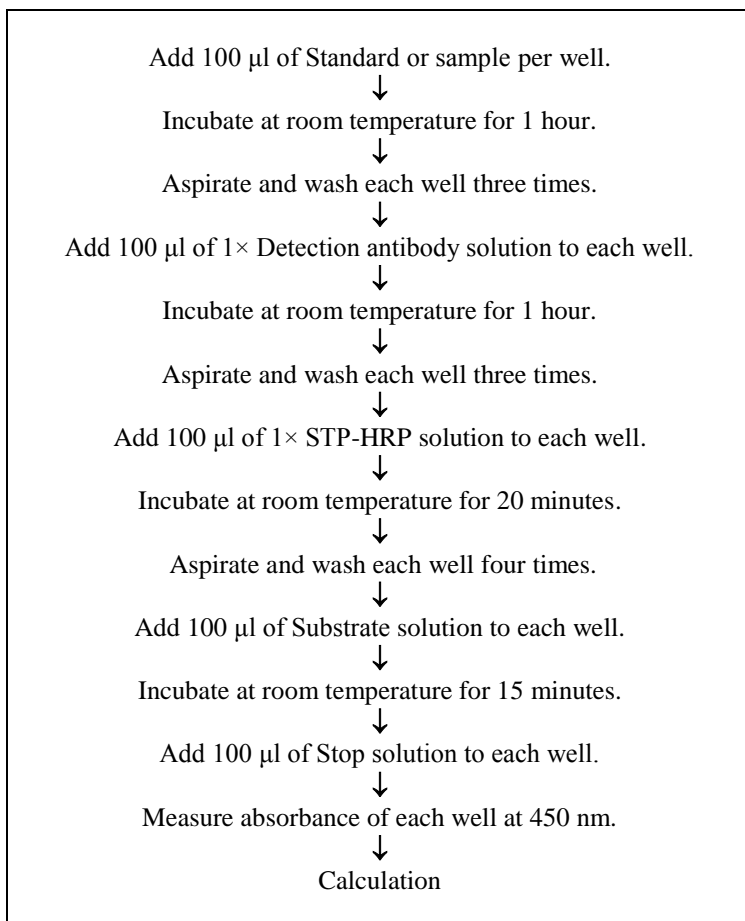 Add 100 μl of Standard or sample per well.
↓
Incubate at room temperature for 1 hour.
↓
Aspirate and wash each well three times.
↓
Add 100 μl of 1× Detection antibody solution to each well.
↓
Incubate at room temperature for 1 hour.
↓
Aspirate and wash each well three times.
↓
Add 100 μl of 1× STP-HRP solution to each well.
↓
Incubate at room temperature for 20 minutes.
↓
Aspirate and wash each well four times.
↓
Add 100 μl of Substrate solution to each well.
↓
Incubate at room temperature for 15 minutes.
↓
Add 100 μl of Stop solution to each well.
↓
Measure absorbance of each well at 450 nm.
↓
Calculation